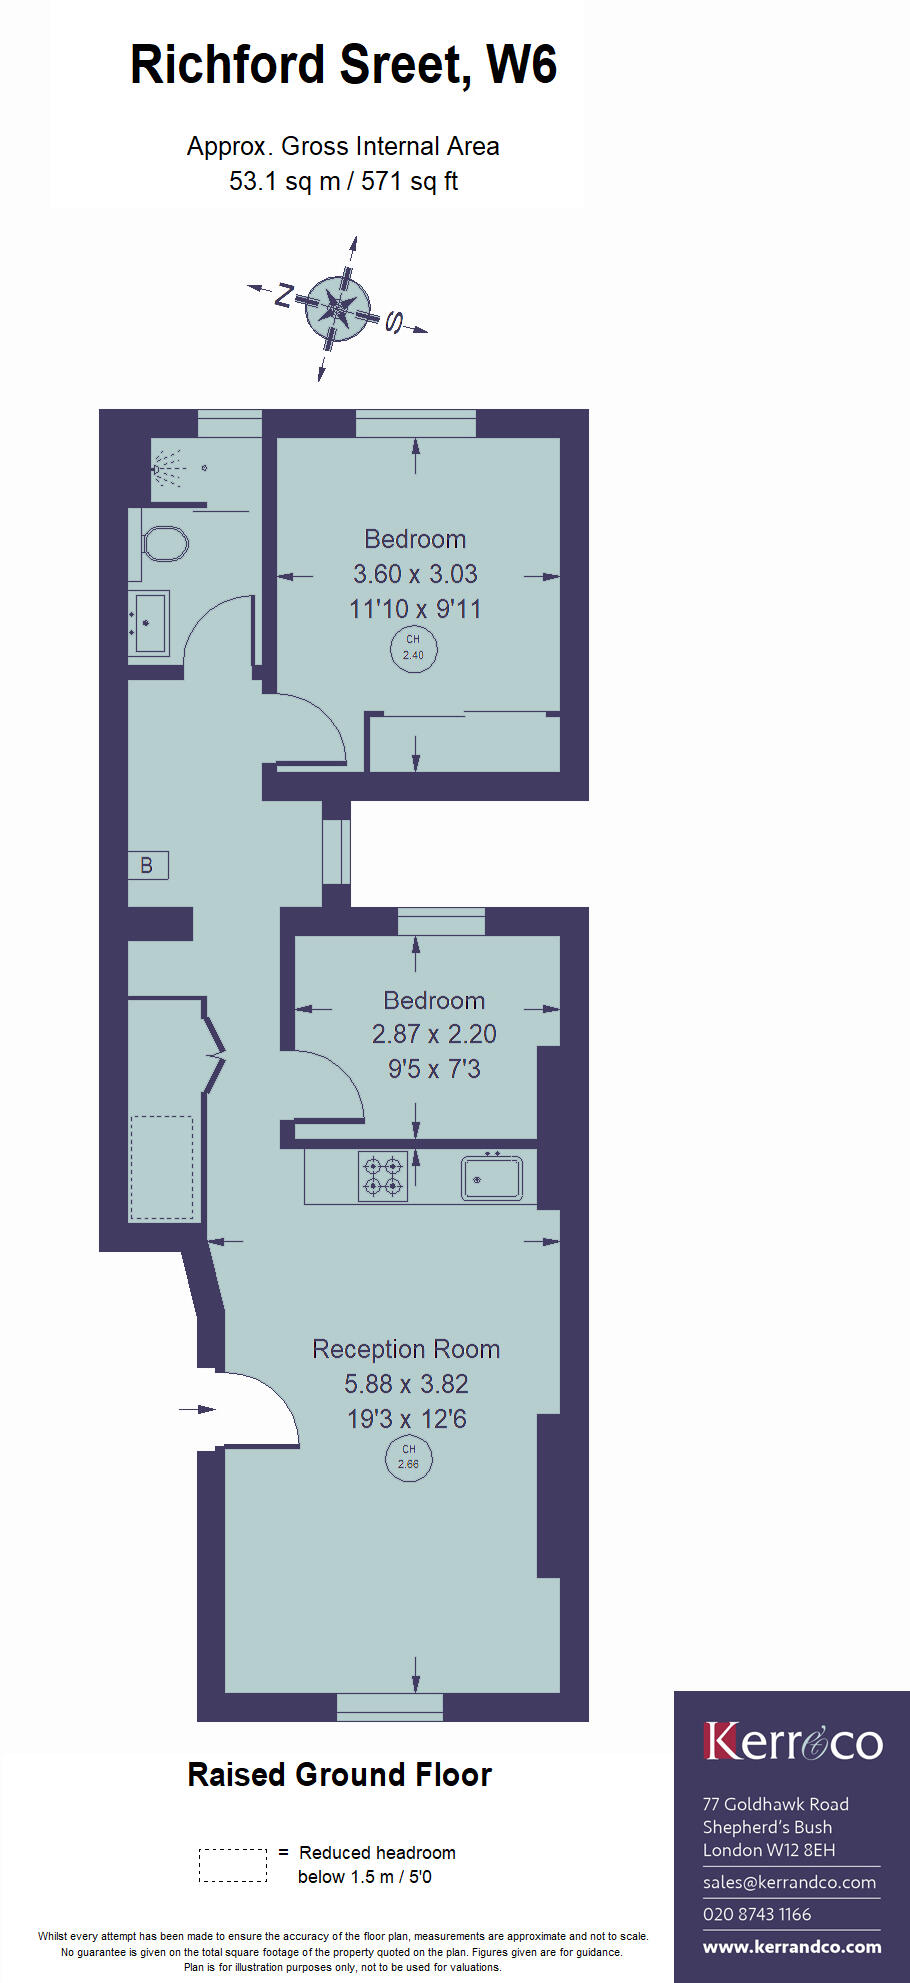 Richford Sreet, W6
Approx. Gross Internal Area
53.1 sq m / 571 sq ft
N
S
Bedroom
3.60 x 3.03
11'10 x 9'11
CH
2.40
B
Bedroom
2.87 x 2.20
9'5 x 7'3
Reception Room
5.88 x 3.82
19'3 x 12'6
CH
2.66
Raised Ground Floor
= Reduced headroom
below 1.5 m / 5'0
Whilst every attempt has been made to ensure the accuracy of the floor plan, measurements are approximate and not to scale.
No guarantee is given on the total square footage of the property quoted on the plan. Figures given are for guidance.
Plan is for illustration purposes only, not to be used for valuations.
Kerr&co
77 Goldhawk Road
Shepherd's Bush
London W12 8EH
sales@kerrandco.com
020 8743 1166
www.kerrandco.com